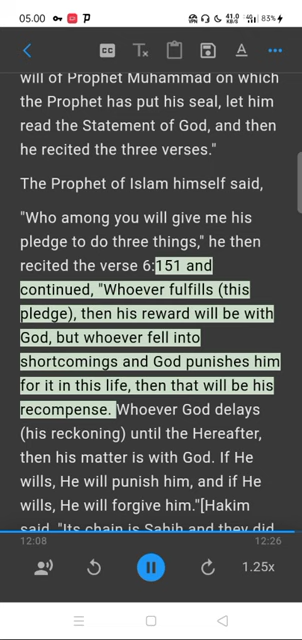 05.00
41.0
KB/S
4G
83%
CC
will of Prophet Muhammad on which
the Prophet has put his seal, let him
read the Statement of God, and then
he recited the three verses."
The Prophet of Islam himself said,
"Who among you will give me his
pledge to do three things," he then
recited the verse 6:151 and
continued, "Whoever fulfills (this
pledge), then his reward will be with
God, but whoever fell into
shortcomings and God punishes him
for it in this life, then that will be his
recompense. Whoever God delays
(his reckoning) until the Hereafter,
then his matter is with God. If He
wills, He will punish him, and if He
wills, He will forgive him."[Hakim
said, "Its chain is Sahih and they did
12:08
12:26
1.25x